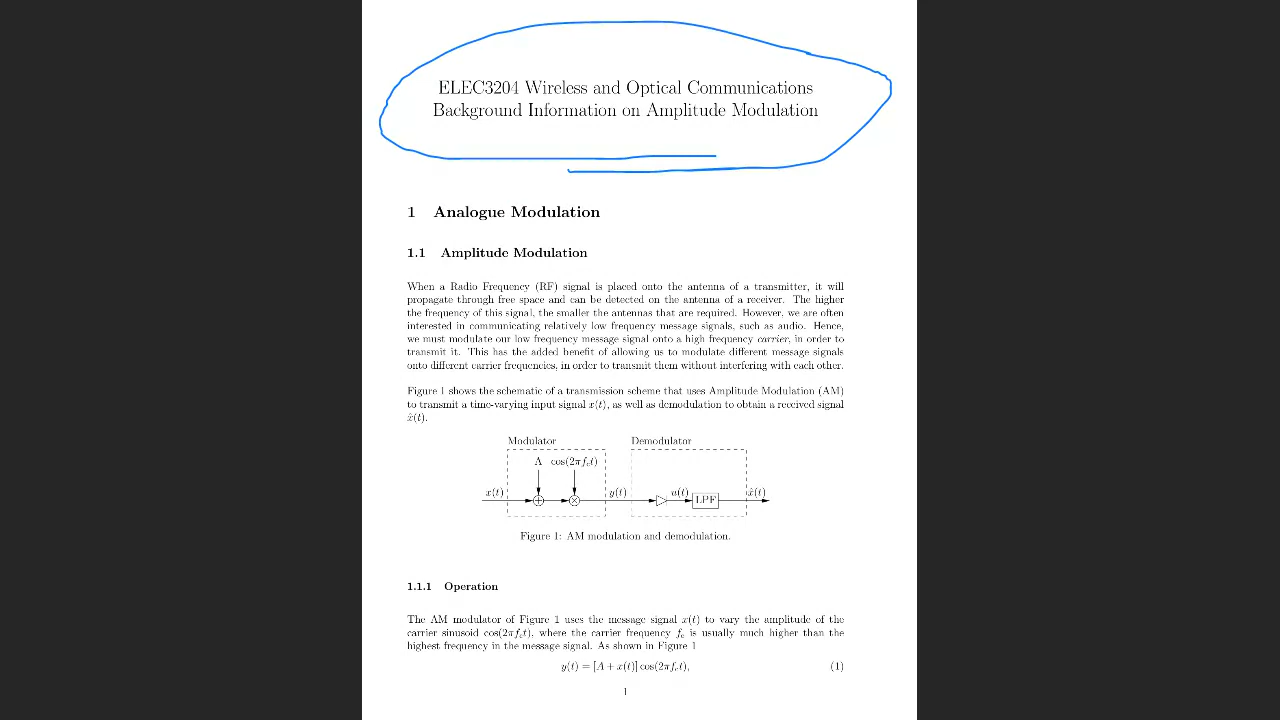 ELEC3204 Wireless and Optical Communications
Background Information on Amplitude Modulation
1 Analogue Modulation
1.1 Amplitude Modulation
When a Radio Frequency (RF) signal is placed onto the antenna of a transmitter, it will
propagate through free space and can be detected on the antenna of a receiver. The higher
the frequency of this signal, the smaller the antennas that are required. However, we are often
interested in communicating relatively low frequency message signals, such as audio. Hence,
we must modulate our low frequency message signal onto a high frequency carrier, in order to
transmit it. This has the added benefit of allowing us to modulate different message signals
onto different carrier frequencies, in order to transmit them without interfering with each other.
Figure 1 shows the schematic of a transmission scheme that uses Amplitude Modulation (AM)
to transmit a time-varying input signal x(t), as well as demodulation to obtain a received signal
x̂(t).
Modulator Demodulator
A cos(2πf_ct)
x(t) y(t) u(t) LPF x̂(t)
Figure 1: AM modulation and demodulation.
1.1.1 Operation
The AM modulator of Figure 1 uses the message signal x(t) to vary the amplitude of the
carrier sinusoid cos(2πf_ct), where the carrier frequency f_c is usually much higher than the
highest frequency in the message signal. As shown in Figure 1
y(t) = [A + x(t)] cos(2πf_ct), (1)
1